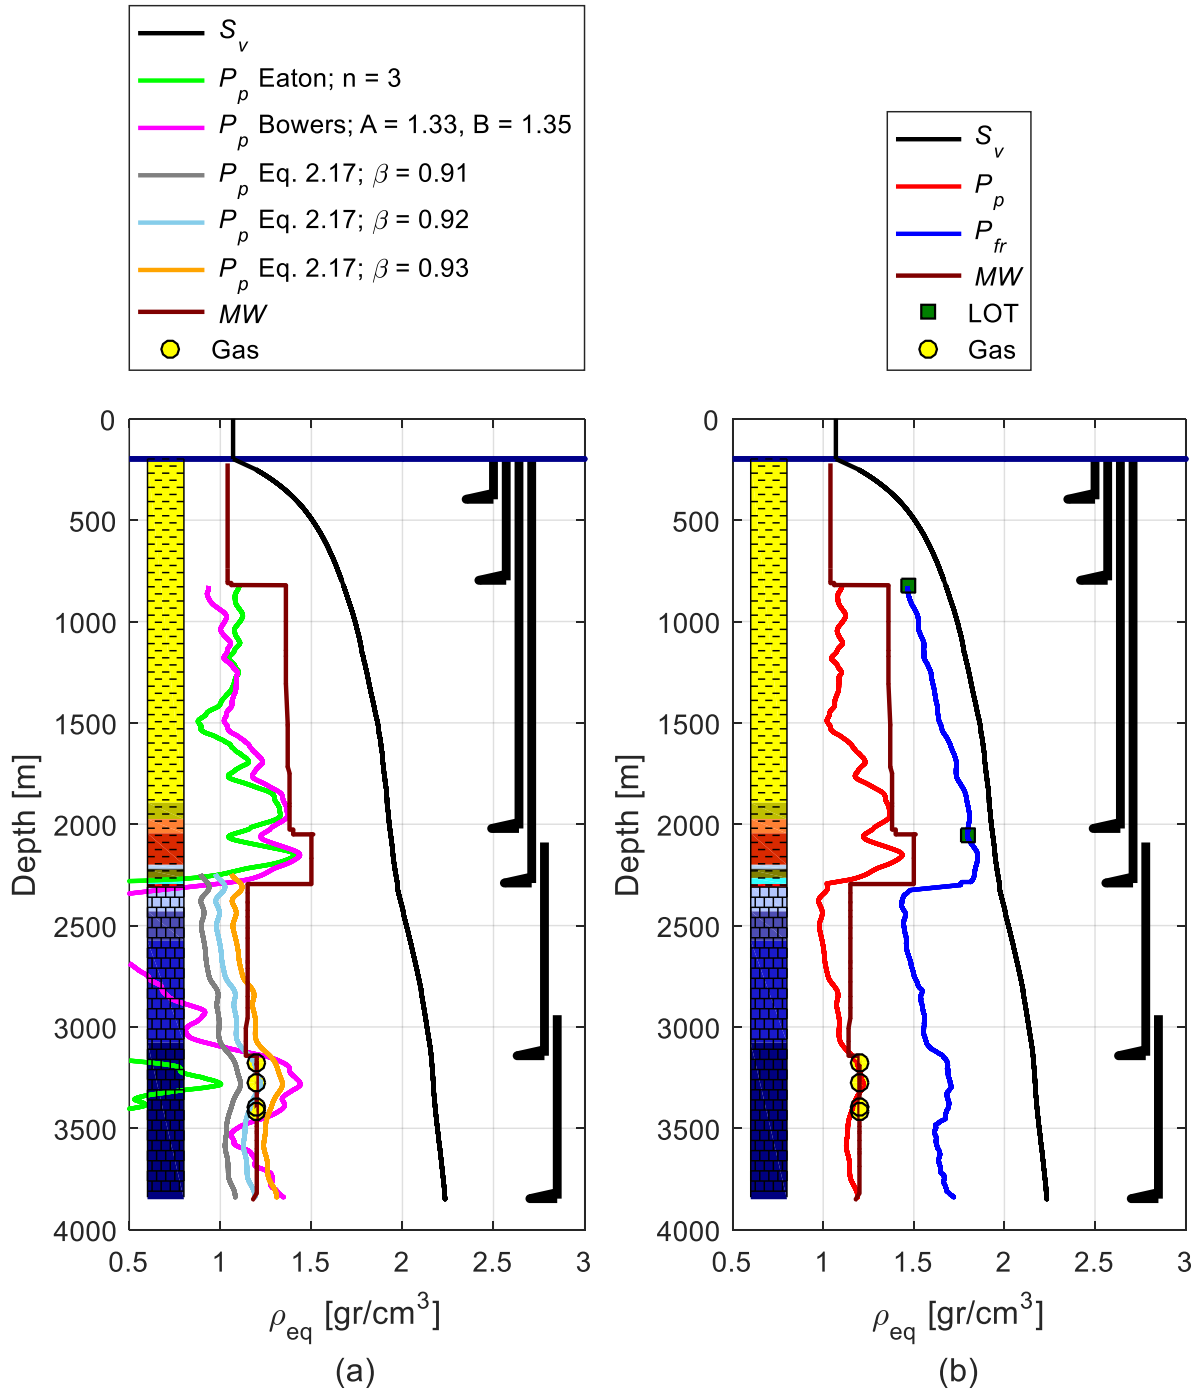 S_v
P_p Eaton; n = 3
P_p Bowers; A = 1.33, B = 1.35
P_p Eq. 2.17; β = 0.91
P_p Eq. 2.17; β = 0.92
P_p Eq. 2.17; β = 0.93
MW
Gas
S_v
P_p
P_fr
MW
LOT
Gas
0
500
1000
1500
2000
2500
3000
3500
4000
Depth [m]
0.5 1 1.5 2 2.5 3
ρ_eq [gr/cm^3]
(a)
0
500
1000
1500
2000
2500
3000
3500
4000
Depth [m]
0.5 1 1.5 2 2.5 3
ρ_eq [gr/cm^3]
(b)